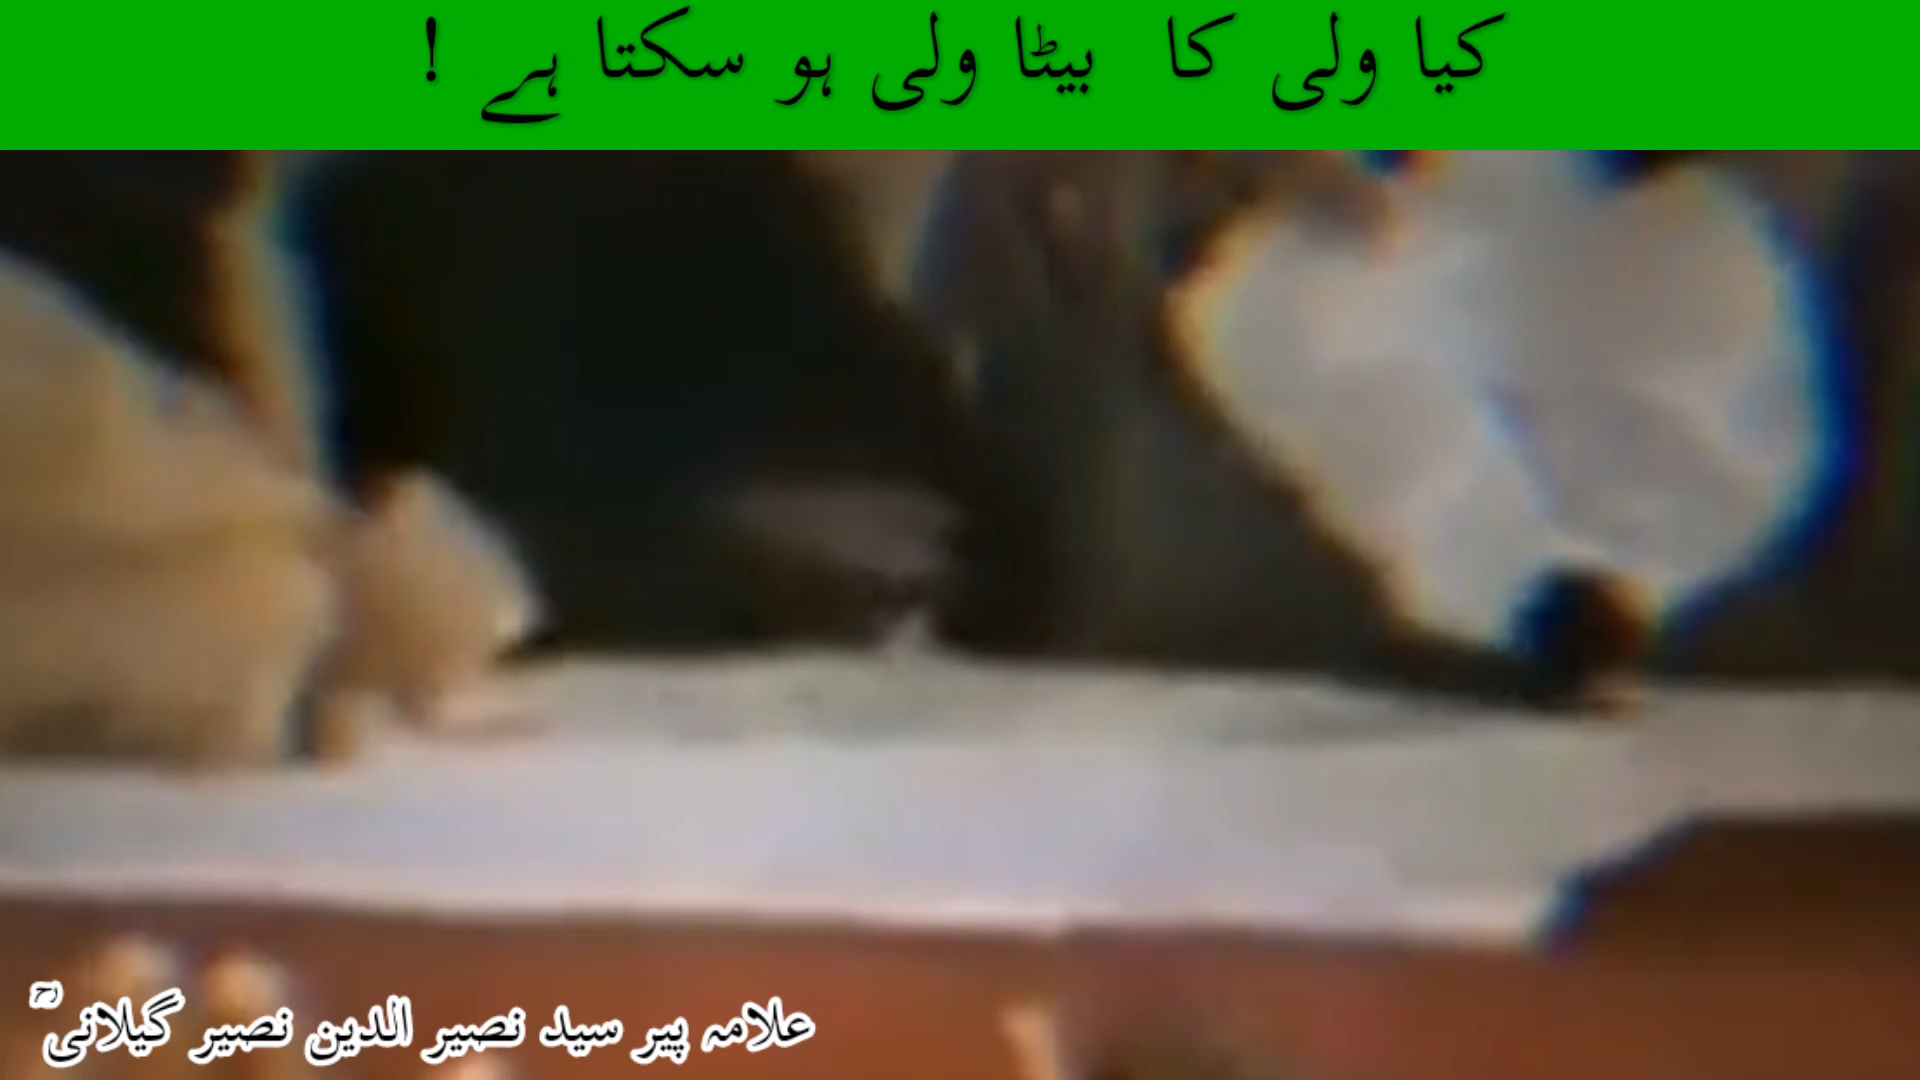 کیا ولی کا بیٹا ولی ہو سکتا ہے !
علامہ پیر سید نصیر الدین نصیر گیلانیؒ